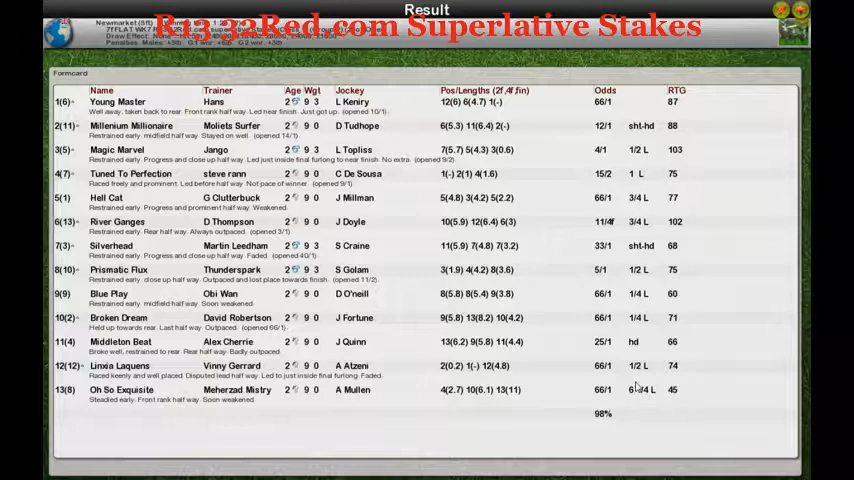 Result
R1333Red.com Superlative Stakes
Newmarket (Sft)
Penalties: Males: +3lb. G1 wnr: +5lb. G 2 wnr: +3lb
Formcard
Name Trainer Age Wgt Jockey Pos/Lengths (2f,4f,fin) Odds RTG
1(6) Young Master Hans 2 9 3 L Keniry 12(6) 6(4.7) 1(-) 66/1 87
Well away, taken back to rear. Front rank half way. Led near finish. Just got up. (opened 10/1)
2(11) Millenium Millionaire Moliets Surfer 2 9 0 D Tudhope 6(5.3) 11(6.4) 2(-) 12/1 sht-hd 88
Restrained early. midfield half way. Stayed on well. (opened 14/1)
3(5) Magic Marvel Jango 2 9 3 L Topliss 7(5.7) 5(4.3) 3(0.6) 4/1 1/2 L 103
Restrained early. Progress and close up half way. Led just inside final furlong to near finish. No extra. (opened 9/2)
4(7) Tuned To Perfection steve rann 2 9 0 C De Sousa 1(-) 2(1) 4(1.6) 15/2 1 L 75
Raced freely and prominent. Led before half way. Not pace of winner. (opened 9/1)
5(1) Hell Cat G Clutterbuck 2 9 0 J Millman 5(4.8) 3(4.2) 5(2.2) 66/1 3/4 L 77
Restrained early. Progress and prominent half way. Weakened.
6(13) River Ganges D Thompson 2 9 0 J Doyle 10(5.9) 12(6.4) 6(3) 11/4f 3/4 L 102
Restrained early. Rear half way. Always outpaced. (opened 3/1)
7(3) Silverhead Martin Leedham 2 9 3 S Craine 11(5.9) 7(4.8) 7(3.2) 33/1 sht-hd 68
Restrained early. Progress and close up half way. Faded. (opened 40/1)
8(10) Prismatic Flux Thunderspark 2 9 3 S Golam 3(1.9) 4(4.2) 8(3.6) 5/1 1/2 L 75
Restrained early. close up half way. Outpaced and lost place towards finish. (opened 11/2)
9(9) Blue Play Obi Wan 2 9 0 D O'neill 8(5.8) 8(5.4) 9(3.8) 66/1 1/4 L 60
Restrained early. midfield half way. Soon weakened.
10(2) Broken Dream David Robertson 2 9 0 J Fortune 9(5.8) 13(8.2) 10(4.2) 66/1 1/4 L 71
Held up towards rear. Last half way. Outpaced. (opened 66/1)
11(4) Middleton Beat Alex Cherrie 2 9 0 J Quinn 13(6.2) 9(5.8) 11(4.4) 25/1 hd 66
Broke well, restrained to rear. Rear half way. Badly outpaced.
12(12) Linxia Laquens Vinny Gerrard 2 9 0 A Atzeni 2(0.2) 1(-) 12(4.8) 66/1 1/2 L 74
Raced keenly and well placed. Disputed lead half way. Led to just inside final furlong. Faded.
13(8) Oh So Exquisite Meherzad Mistry 2 9 0 A Mullen 4(2.7) 10(6.1) 13(11) 66/1 45
Steadied early. Front rank half way. Soon weakened.
98%